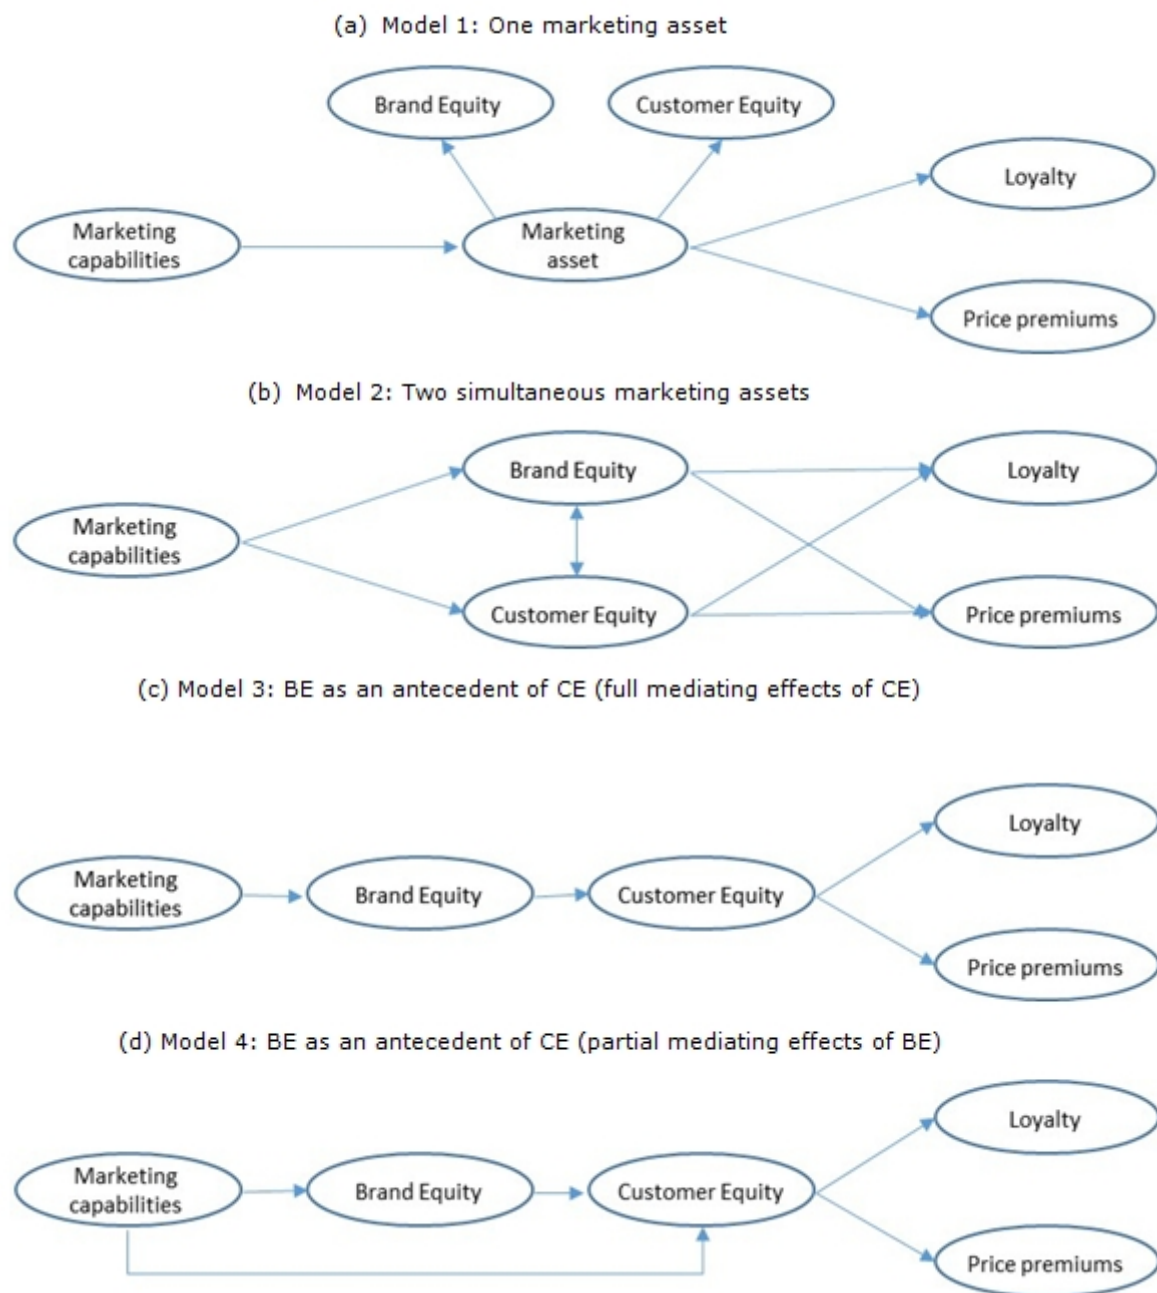 (a) Model 1: One marketing asset
Brand Equity
Customer Equity
Loyalty
Marketing
capabilities
Marketing
asset
Price premiums
(b) Model 2: Two simultaneous marketing assets
Brand Equity
Loyalty
Marketing
capabilities
Customer Equity
Price premiums
(c) Model 3: BE as an antecedent of CE (full mediating effects of CE)
Loyalty
Marketing
capabilities
Brand Equity
Customer Equity
Price premiums
(d) Model 4: BE as an antecedent of CE (partial mediating effects of BE)
Loyalty
Marketing
capabilities
Brand Equity
Customer Equity
Price premiums